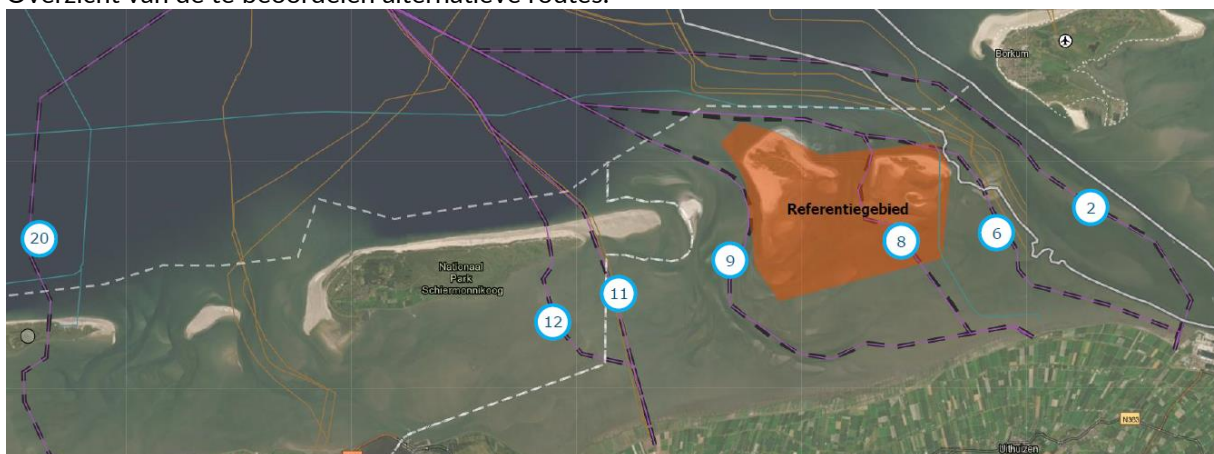 Overzicht van de te beoordelen alternatieve routes.
Borkum
20
2
Referentiegebied
6
8
9
Nationaal
Park
Schiermonnikoog
11
12
N363
Uithuizen